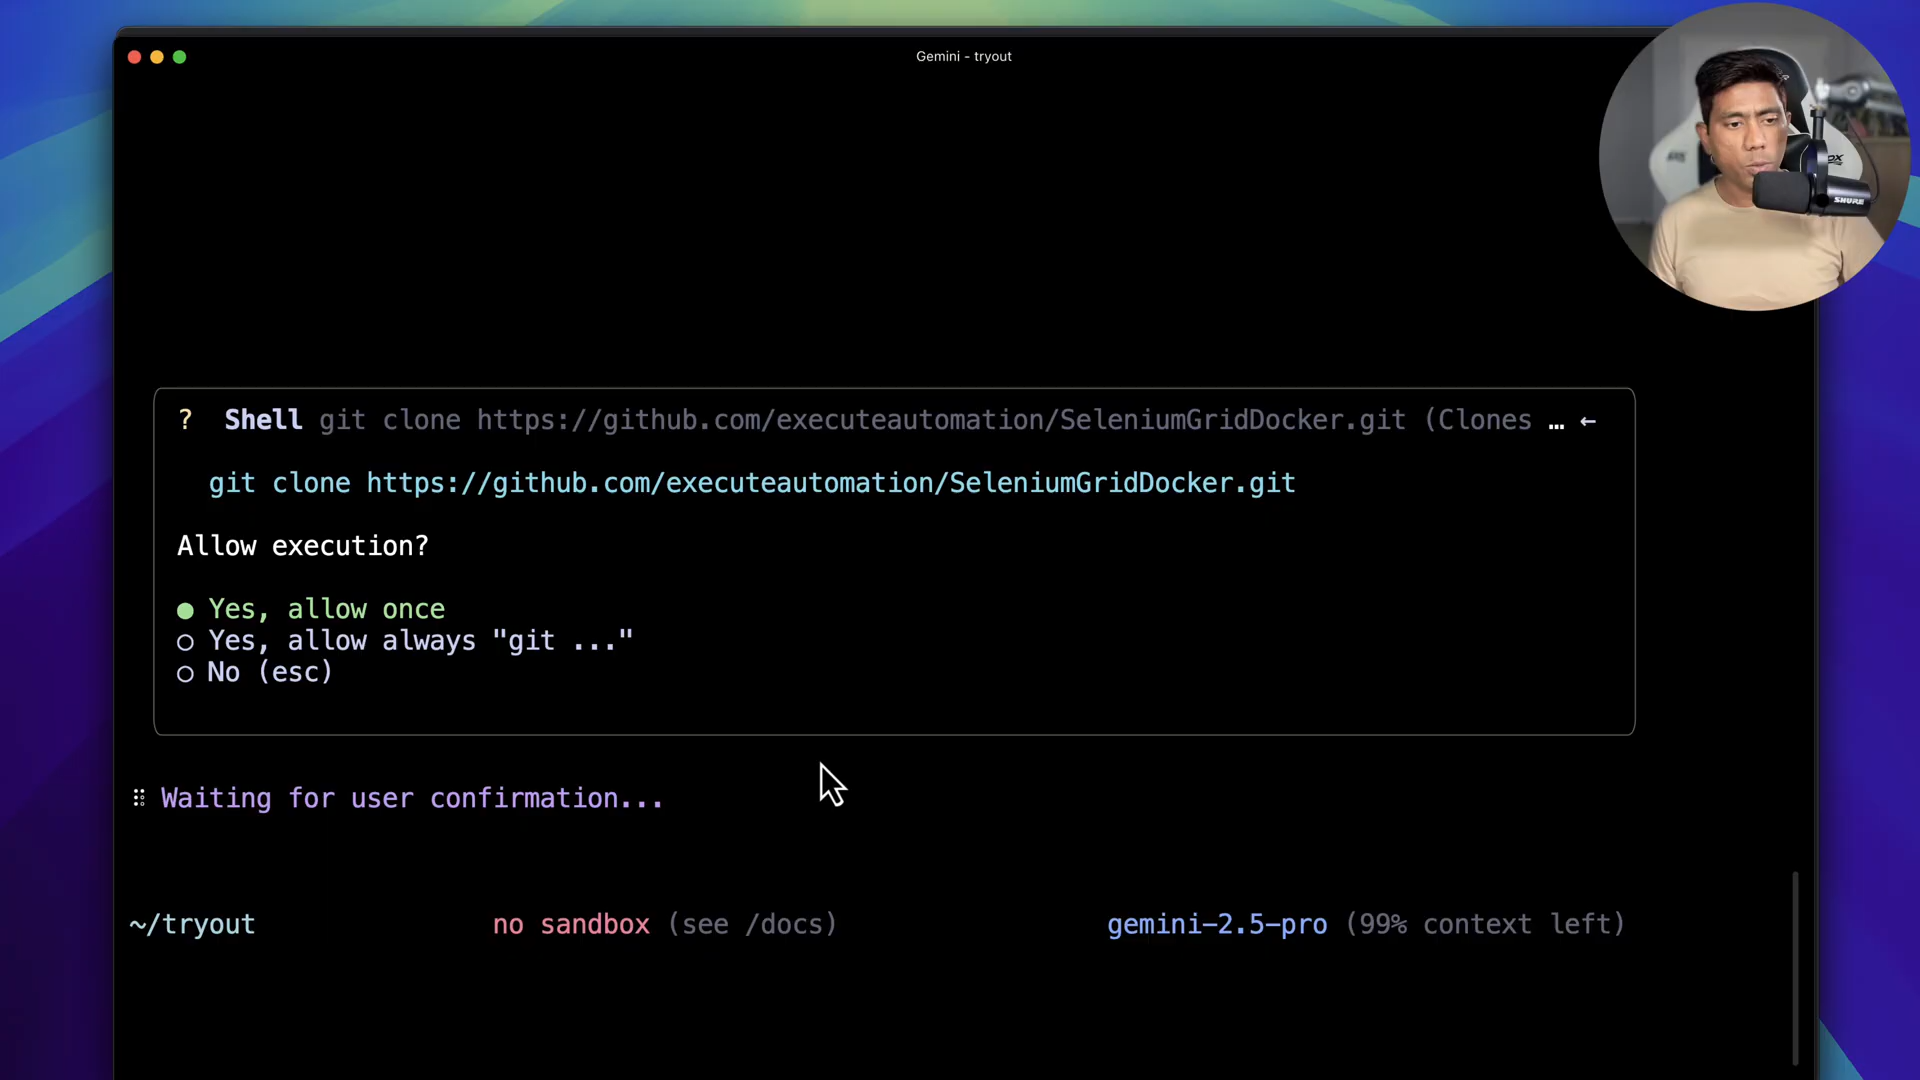 Gemini - tryout
? Shell git clone https://github.com/executeautomation/SeleniumGridDocker.git (Clones … ←
git clone https://github.com/executeautomation/SeleniumGridDocker.git
Allow execution?
● Yes, allow once
○ Yes, allow always "git ..."
○ No (esc)
Waiting for user confirmation...
~/tryout no sandbox (see /docs) gemini-2.5-pro (99% context left)
SHURE